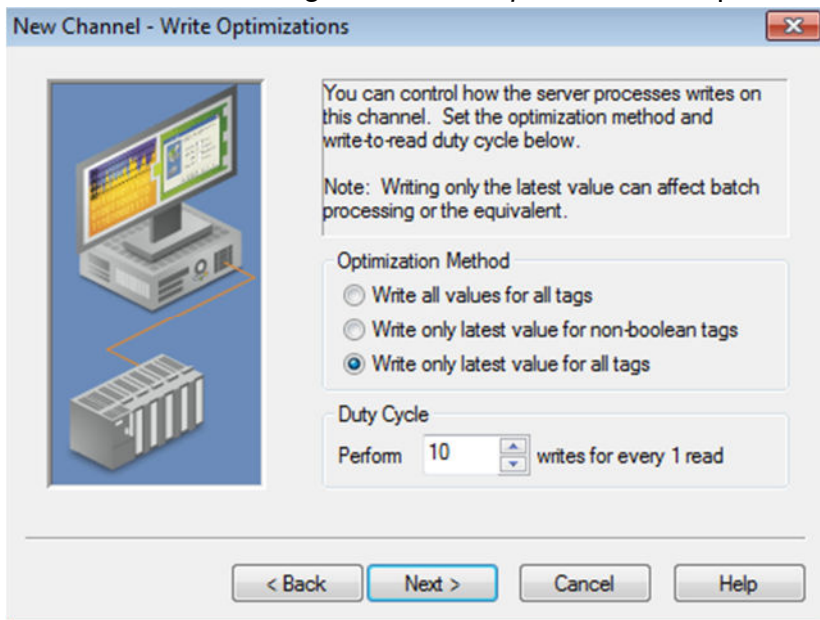 New Channel - Write Optimizations
You can control how the server processes writes on
this channel. Set the optimization method and
write-to-read duty cycle below.
Note: Writing only the latest value can affect batch
processing or the equivalent.
Optimization Method
Write all values for all tags
Write only latest value for non-boolean tags
Write only latest value for all tags
Duty Cycle
Perform 10 writes for every 1 read
< Back Next > Cancel Help